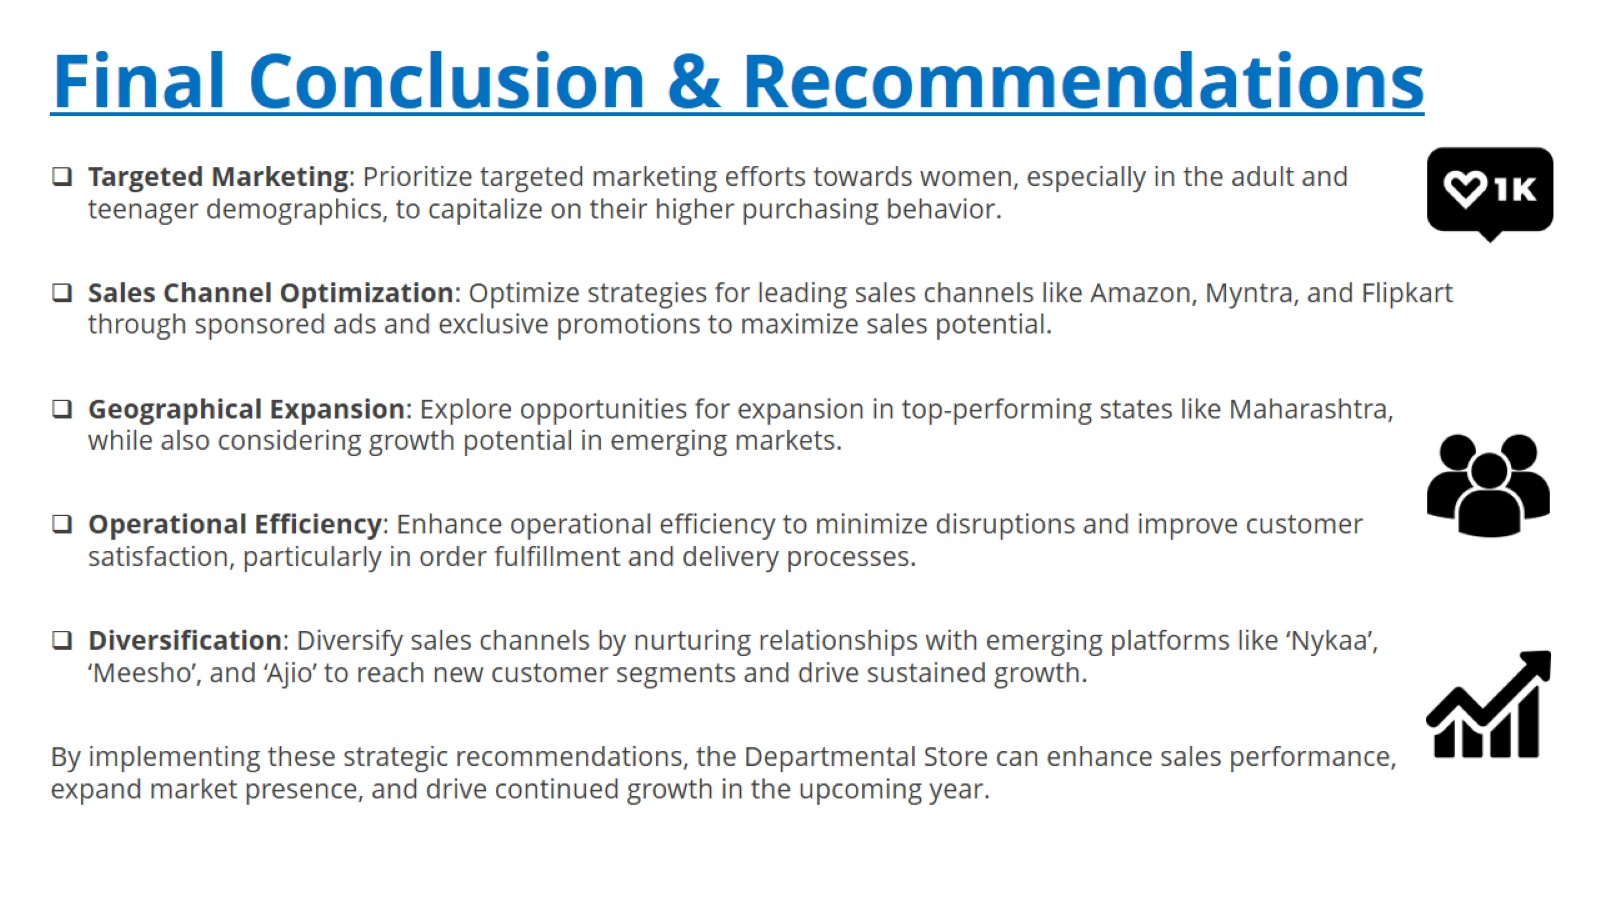 Final Conclusion & Recommendations
❑ Targeted Marketing: Prioritize targeted marketing efforts towards women, especially in the adult and
teenager demographics, to capitalize on their higher purchasing behavior.
1K
❑ Sales Channel Optimization: Optimize strategies for leading sales channels like Amazon, Myntra, and Flipkart
through sponsored ads and exclusive promotions to maximize sales potential.
❑ Geographical Expansion: Explore opportunities for expansion in top-performing states like Maharashtra,
while also considering growth potential in emerging markets.
❑ Operational Efficiency: Enhance operational efficiency to minimize disruptions and improve customer
satisfaction, particularly in order fulfillment and delivery processes.
❑ Diversification: Diversify sales channels by nurturing relationships with emerging platforms like ‘Nykaa’,
‘Meesho’, and ‘Ajio’ to reach new customer segments and drive sustained growth.
By implementing these strategic recommendations, the Departmental Store can enhance sales performance,
expand market presence, and drive continued growth in the upcoming year.